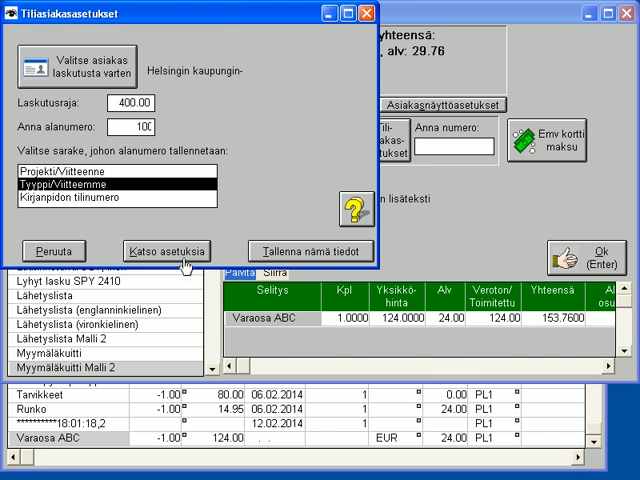 Tiliasiakasasetukset
Valitse asiakas
laskutusta varten
Helsingin kaupungin-
Laskutusraja:
400.00
Anna alanumero:
100
Valitse sarake, johon alanumero tallennetaan:
Projekti/Viitteenne
Tyyppi/Viitteemme
Kirjanpidon tilinumero
Peruuta
Katso asetuksia
Tallenna nämä tiedot
yhteensä:
, alv: 29.76
Asiakasnäyttöasetukset
Anna numero:
Emv kortti
maksu
n lisäteksti
Ok
(Enter)
Lyhyt lasku SPY 2410
Lähetyslista
Lähetyslista (englanninkielinen)
Lähetyslista (vironkielinen)
Lähetyslista Malli 2
Myymäläkuitti
Myymäläkuitti Malli 2
Päivitä Siirrä
Selitys Kpl Yksikkö-hinta Alv Veroton/Toimitettu Yhteensä
Varaosa ABC 1.0000 124.0000 24.00 124.00 153.7600
Tarvikkeet -1.00 80.00 06.02.2014 1 0.00 PL1
Runko -1.00 14.95 06.02.2014 1 24.00 PL1
**********18:01:18,2 12.02.2014 1 PL1
Varaosa ABC -1.00 124.00 . . EUR 24.00 PL1